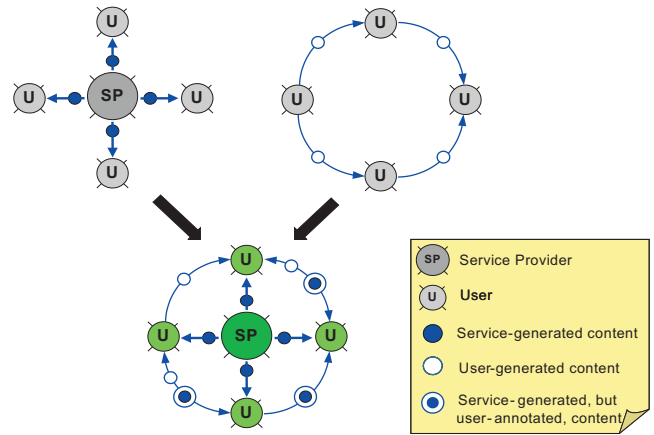 U
U
U
SP
U
U
U
U
U
U
U
SP
U
U
SP
Service Provider
U
User
Service-generated content
User-generated content
Service-generated, but
user-annotated, content